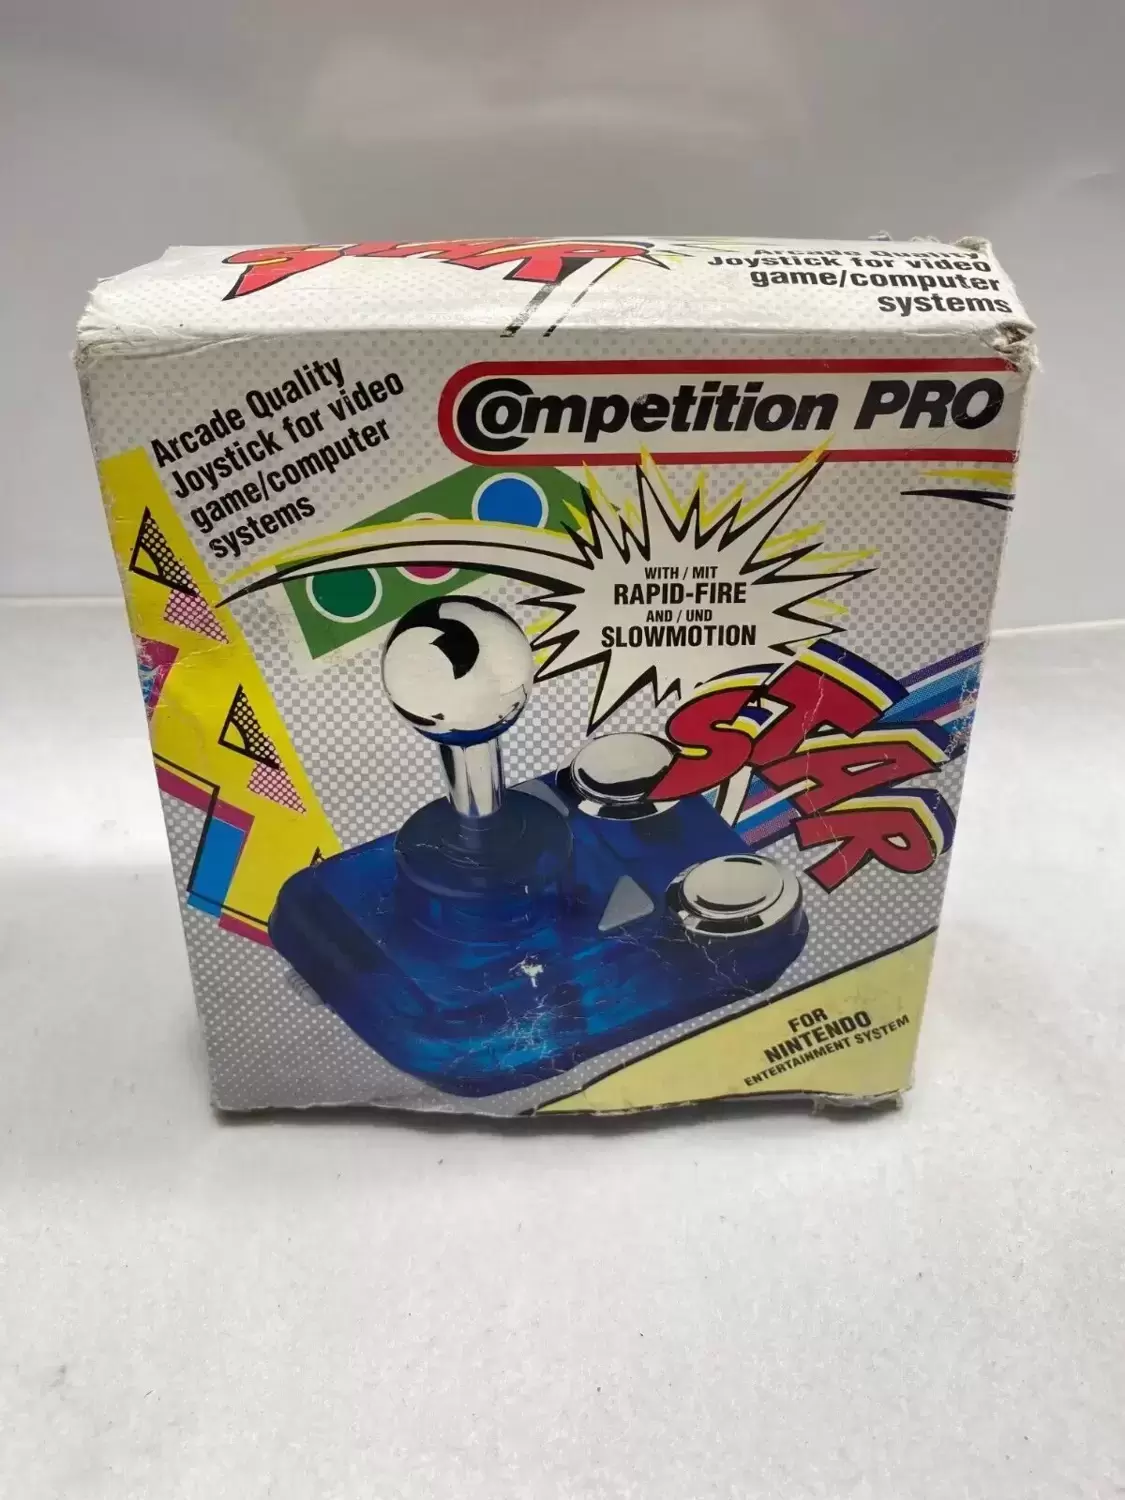 STAR
Arcade Quality
Joystick for video
game/computer
systems
Arcade Quality
Joystick for video
game/computer
systems
Competition PRO
WITH / MIT
RAPID-FIRE
AND / UND
SLOWMOTION
STAR
FOR
NINTENDO
ENTERTAINMENT SYSTEM